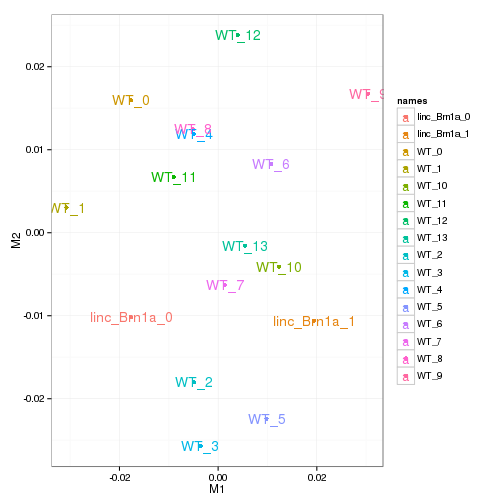 WT_12
0.02
WT_0
WT_9
WT_8
WT_4
0.01
WT_6
WT_11
WT_1
0.00
WT_13
WT_10
WT_7
-0.01
linc_Brn1a_0
linc_Brn1a_1
WT_2
-0.02
WT_5
WT_3
-0.02
0.00
0.02
M1
M2
names
linc_Brn1a_0
linc_Brn1a_1
WT_0
WT_1
WT_10
WT_11
WT_12
WT_13
WT_2
WT_3
WT_4
WT_5
WT_6
WT_7
WT_8
WT_9